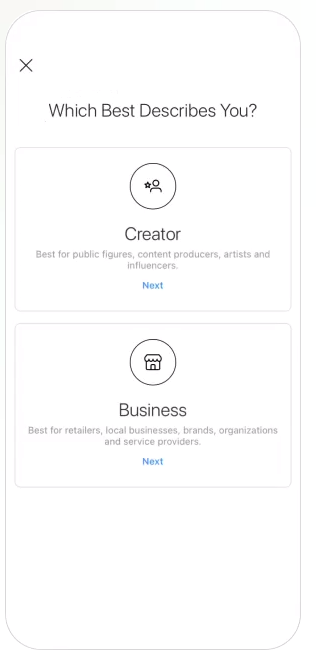 Which Best Describes You?
Creator
Best for public figures, content producers, artists and
influencers.
Next
Business
Best for retailers, local businesses, brands, organizations
and service providers.
Next